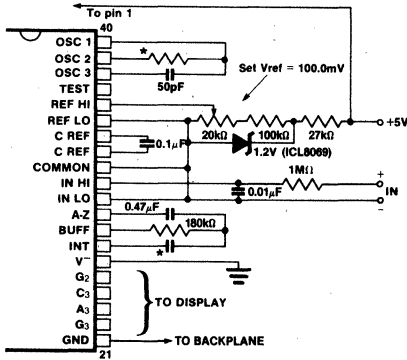 To pin 1
40
OSC 1
OSC 2
*
OSC 3
50pF
TEST
Set Vref = 100.0mV
REF HI
REF LO
20kΩ
100kΩ
27kΩ
+5V
C REF
0.1μF
1.2V (ICL8069)
C REF
COMMON
1MΩ
+
IN HI
0.01μF
IN
IN LO
−
A-Z
0.47μF
BUFF
180kΩ
INT
*
V−
G2
C3
TO DISPLAY
A3
G3
GND
TO BACKPLANE
21